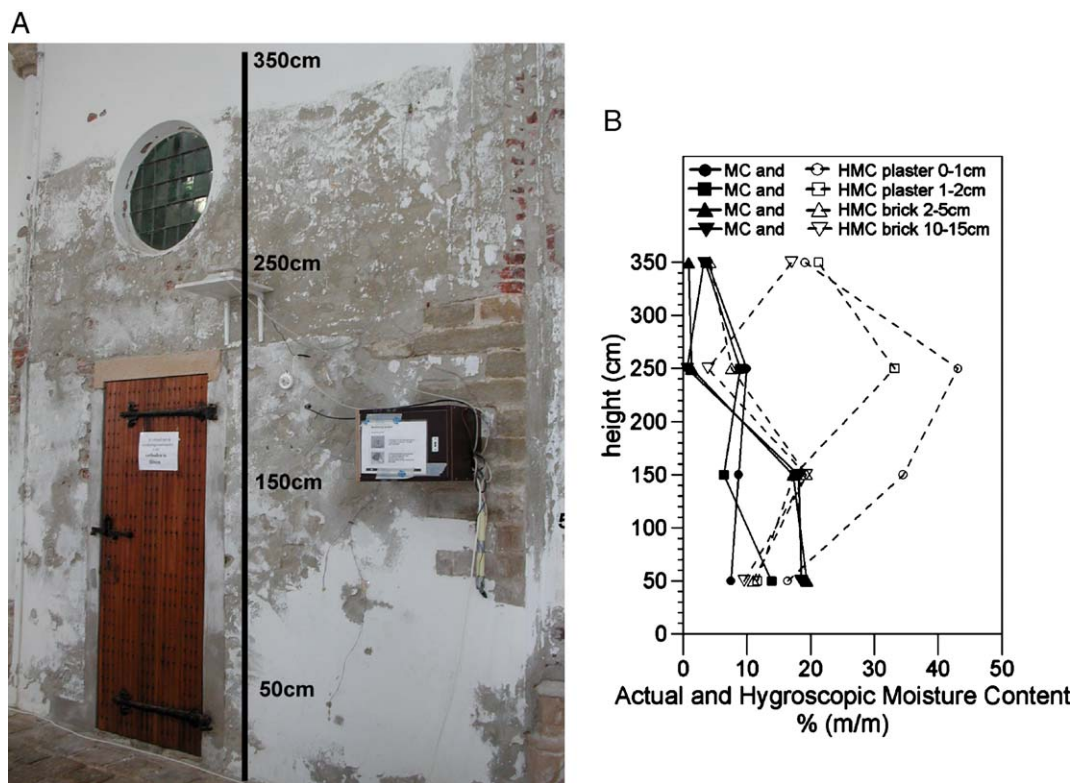 A
350cm
250cm
150cm
50cm
5
B
MC and HMC plaster 0-1cm
MC and HMC plaster 1-2cm
MC and HMC brick 2-5cm
MC and HMC brick 10-15cm
height (cm)
350
300
250
200
150
100
50
0
0 10 20 30 40 50
Actual and Hygroscopic Moisture Content
% (m/m)